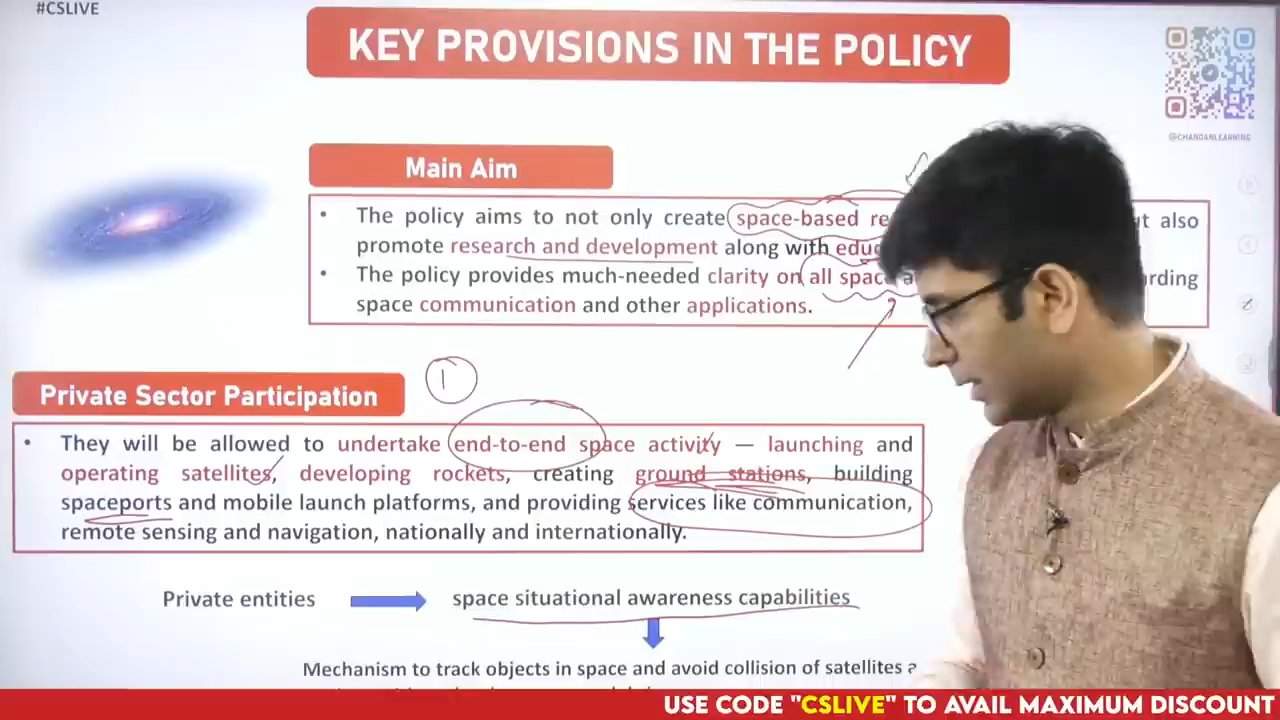 #CSLIVE
KEY PROVISIONS IN THE POLICY
@CHANDANLEARNING
Main Aim
• The policy aims to not only create space-based but also
promote research and development along with
• The policy provides much-needed clarity on all space
space communication and other applications.
1
Private Sector Participation
• They will be allowed to undertake end-to-end space activity — launching and
operating satellites, developing rockets, creating ground stations, building
spaceports and mobile launch platforms, and providing services like communication,
remote sensing and navigation, nationally and internationally.
Private entities
space situational awareness capabilities
Mechanism to track objects in space and avoid collision of satellites
USE CODE "CSLIVE" TO AVAIL MAXIMUM DISCOUNT